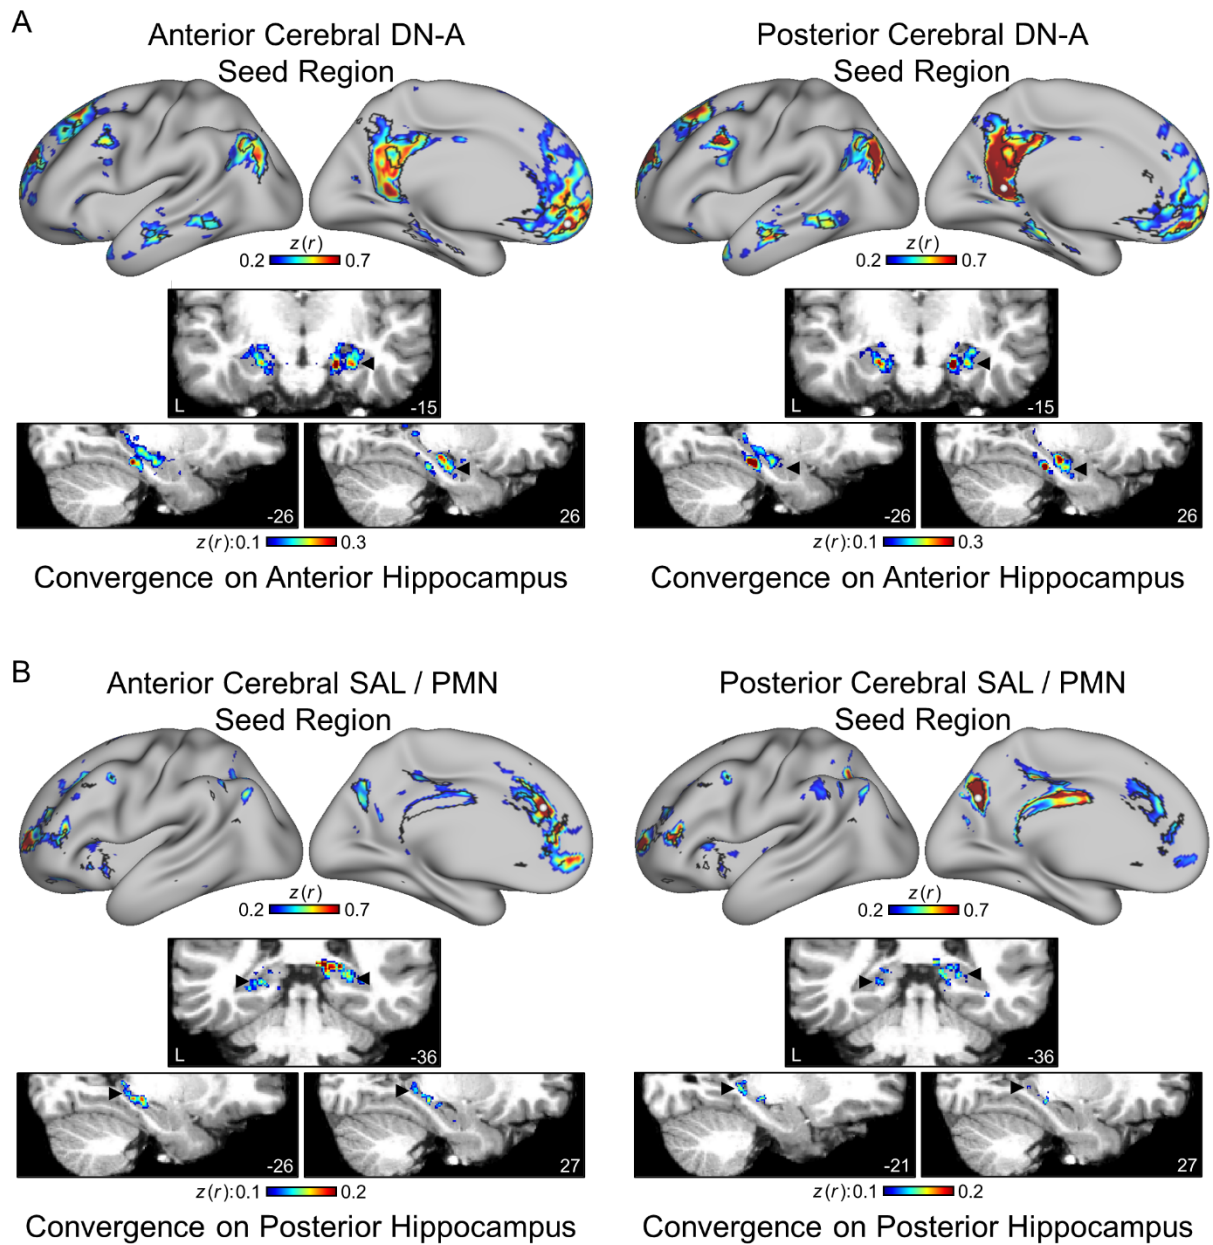 A
Anterior Cerebral DN-A
Seed Region
z(r)
0.2 0.7
L
-15
-26
26
z(r): 0.1 0.3
Convergence on Anterior Hippocampus
Posterior Cerebral DN-A
Seed Region
z(r)
0.2 0.7
L
-15
-26
26
z(r): 0.1 0.3
Convergence on Anterior Hippocampus
B
Anterior Cerebral SAL / PMN
Seed Region
z(r)
0.2 0.7
L
-36
-26
27
z(r): 0.1 0.2
Convergence on Posterior Hippocampus
Posterior Cerebral SAL / PMN
Seed Region
z(r)
0.2 0.7
L
-36
-21
27
z(r): 0.1 0.2
Convergence on Posterior Hippocampus